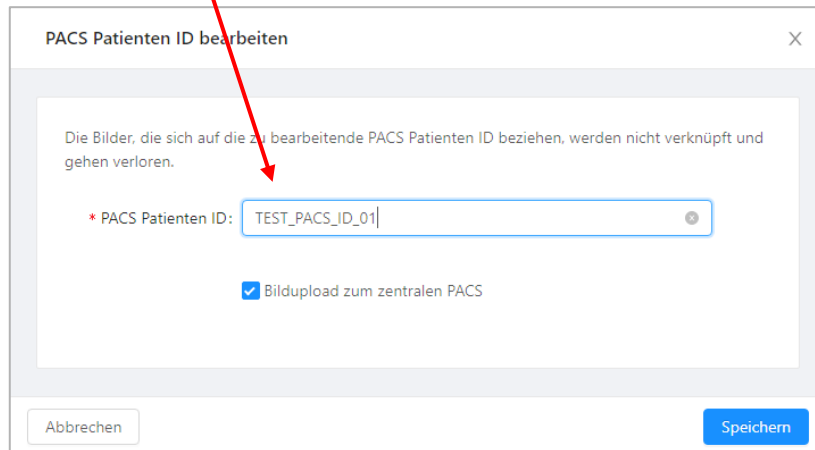 PACS Patienten ID bearbeiten
Die Bilder, die sich auf die zu bearbeitende PACS Patienten ID beziehen, werden nicht verknüpft und
gehen verloren.
* PACS Patienten ID: TEST_PACS_ID_01
Bildupload zum zentralen PACS
Abbrechen Speichern